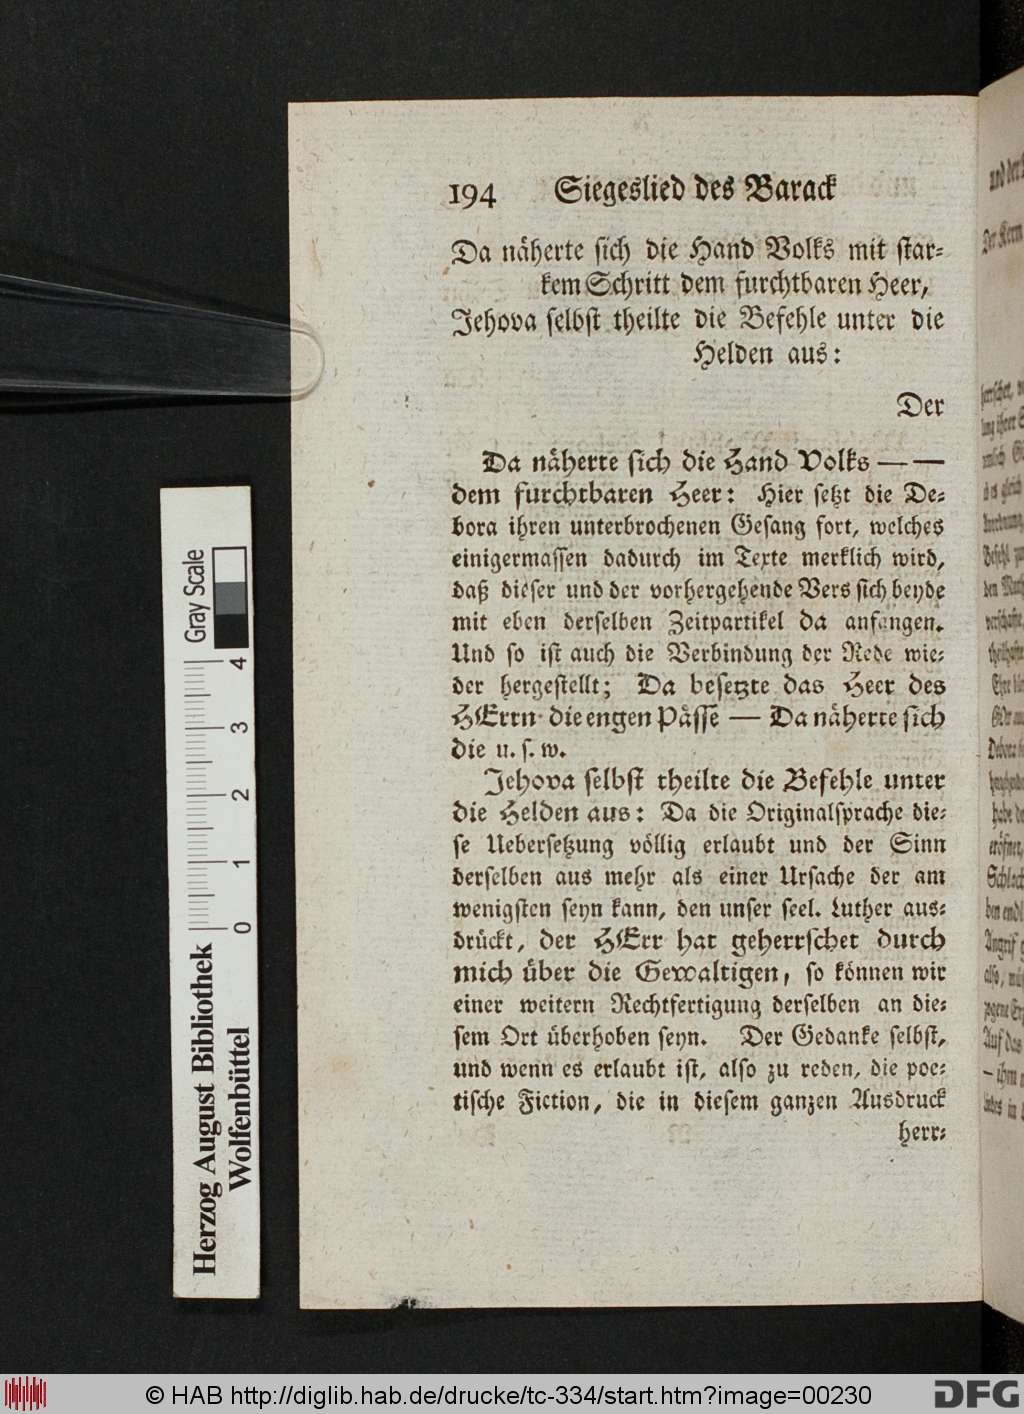 194 Siegeslied des Barack
Da näherte sich die Hand Volks mit star=
kem Schritt dem furchtbaren Heer,
Jehova selbst theilte die Befehle unter die
Helden aus:
Der
Da näherte sich die Hand Volks — —
dem furchtbaren Heer: Hier setzt die De=
bora ihren unterbrochenen Gesang fort, welches
einigermassen dadurch im Texte merklich wird,
daß dieser und der vorhergehende Vers sich beyde
mit eben derselben Zeitpartikel da anfangen.
Und so ist auch die Verbindung der Rede wie=
der hergestellt; Da besetzte das Heer des
HErrn die engen Pässe — Da näherte sich
die u. s. w.
Jehova selbst theilte die Befehle unter
die Helden aus: Da die Originalsprache die=
se Uebersetzung völlig erlaubt und der Sinn
derselben aus mehr als einer Ursache der am
wenigsten seyn kann, den unser seel. Luther aus=
drückt, der HErr hat geherrschet durch
mich über die Gewaltigen, so können wir
einer weitern Rechtfertigung derselben an die=
sem Ort überhoben seyn. Der Gedanke selbst,
und wenn es erlaubt ist, also zu reden, die poe=
tische Fiction, die in diesem ganzen Ausdruck
herr=
Gray Scale
0 1 2 3 4
Herzog August Bibliothek
Wolfenbüttel
© HAB http://diglib.hab.de/drucke/tc-334/start.htm?image=00230
DFG